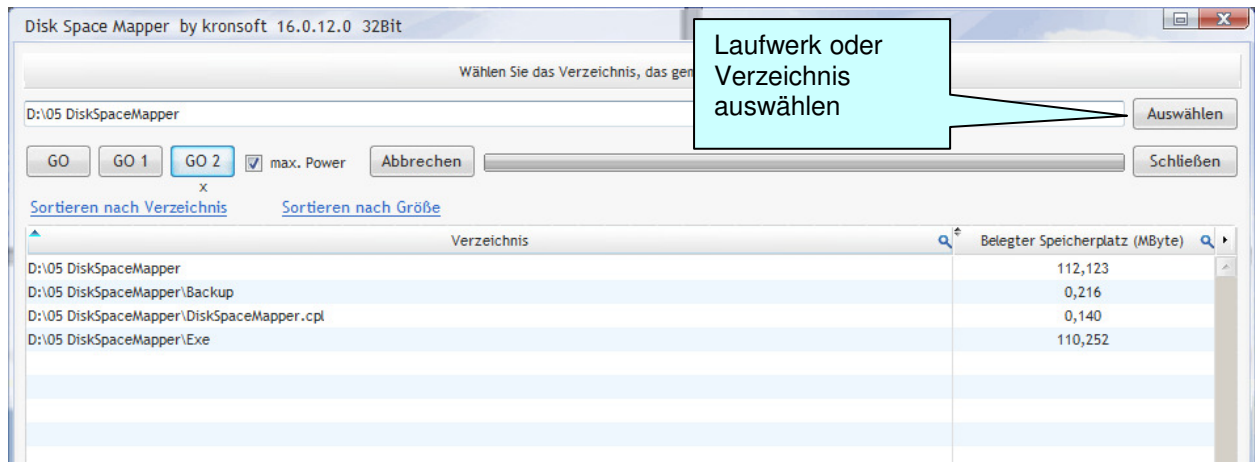 Disk Space Mapper by kronsoft 16.0.12.0 32Bit
Laufwerk oder
Verzeichnis
auswählen
Wählen Sie das Verzeichnis, das
D:\05 DiskSpaceMapper
Auswählen
GO GO 1 GO 2 max. Power Abbrechen Schließen
x
Sortieren nach Verzeichnis Sortieren nach Größe
Verzeichnis Belegter Speicherplatz (MByte)
D:\05 DiskSpaceMapper 112,123
D:\05 DiskSpaceMapper\Backup 0,216
D:\05 DiskSpaceMapper\DiskSpaceMapper.cpl 0,140
D:\05 DiskSpaceMapper\Exe 110,252